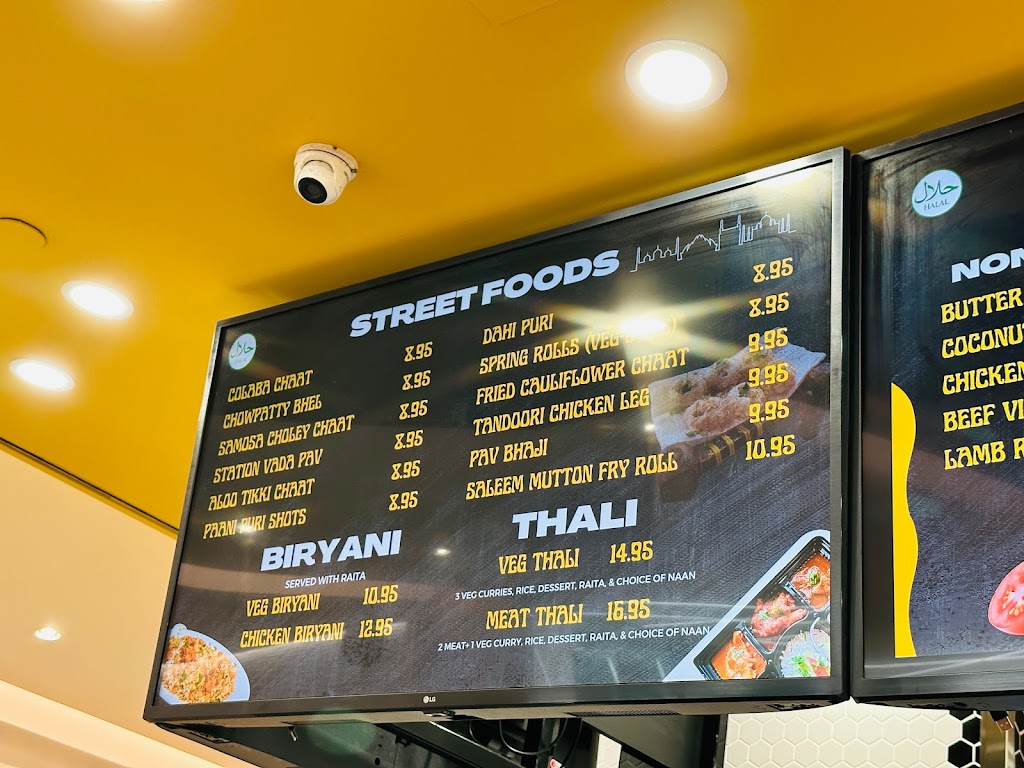 حلال
STREET FOODS
COLABA CHAAT 8.95
CHOWPATTY BHEL 8.95
SAMOSA CHOLEY CHAAT 8.95
STATION VADA PAV 8.95
ALOO TIKKI CHAAT 8.95
PAANI PURI SHOTS 8.95
DAHI PURI 8.95
SPRING ROLLS (VEG 8.95
FRIED CAULIFLOWER CHAAT 9.95
TANDOORI CHICKEN LEG 9.95
PAV BHAJI 9.95
SALEEM MUTTON FRY ROLL 10.95
BIRYANI
SERVED WITH RAITA
VEG BIRYANI 10.95
CHICKEN BIRYANI 12.95
THALI
VEG THALI 14.95
3 VEG CURRIES, RICE, DESSERT, RAITA, & CHOICE OF NAAN
MEAT THALI 16.95
2 MEAT+ 1 VEG CURRY, RICE, DESSERT, RAITA, & CHOICE OF NAAN
LG
حلال
HALAL
NON
BUTTER
COCONU
CHICKEN
BEEF VI
LAMB R